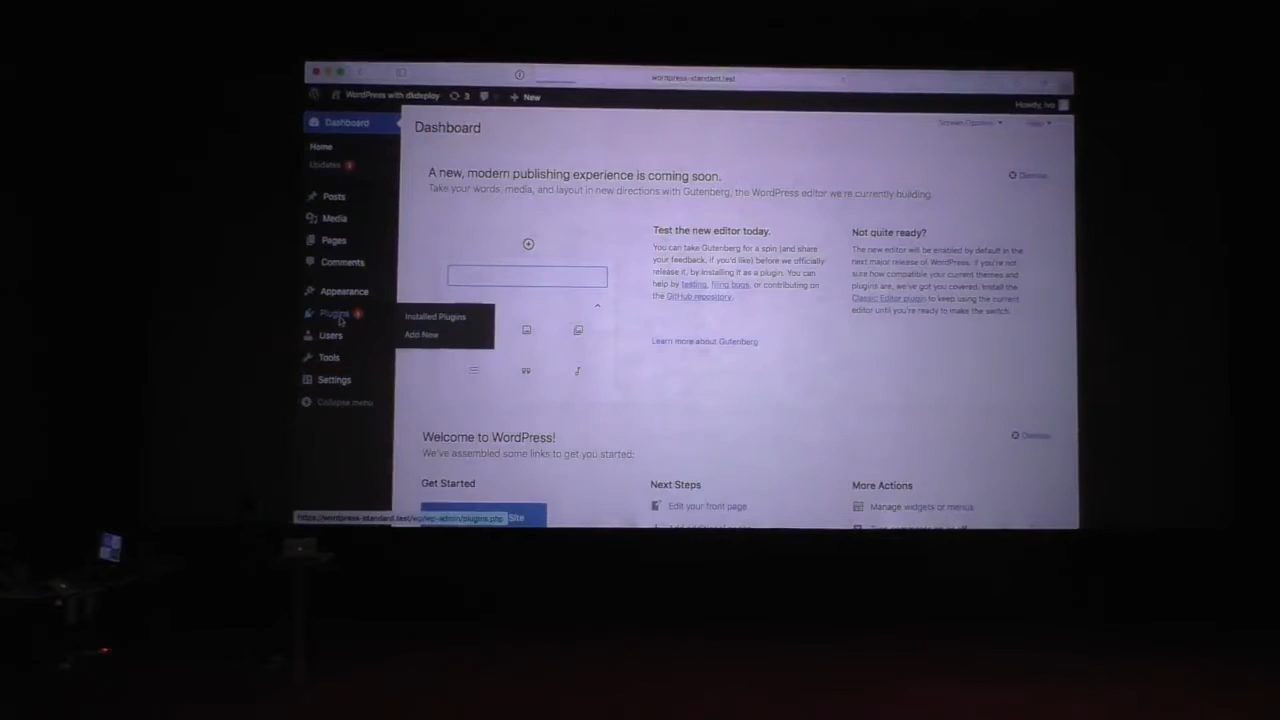 wordpress-standard.test
WordPress with dkdeploy 3 New
Howdy, Ivo
Dashboard
Home
Updates
Posts
Media
Pages
Comments
Appearance
Plugins
Users
Tools
Settings
Collapse menu
Installed Plugins
Add New
Dashboard
Screen Options
Help
A new, modern publishing experience is coming soon.
Take your words, media, and layout in new directions with Gutenberg, the WordPress editor we're currently building.
Dismiss
Test the new editor today.
You can take Gutenberg for a spin (and share
your feedback, if you'd like) before we officially
release it, by installing it as a plugin. You can
help by testing, filing bugs, or contributing on
the GitHub repository.
Learn more about Gutenberg
Not quite ready?
The new editor will be enabled by default in the
next major release of WordPress. If you're not
sure how compatible your current themes and
plugins are, we've got you covered. Install the
Classic Editor plugin to keep using the current
editor until you're ready to make the switch.
Welcome to WordPress!
We've assembled some links to get you started:
Dismiss
Get Started
Site
Next Steps
Edit your front page
More Actions
Manage widgets or menus
https://wordpress-standard.test/wp/wp-admin/plugins.php